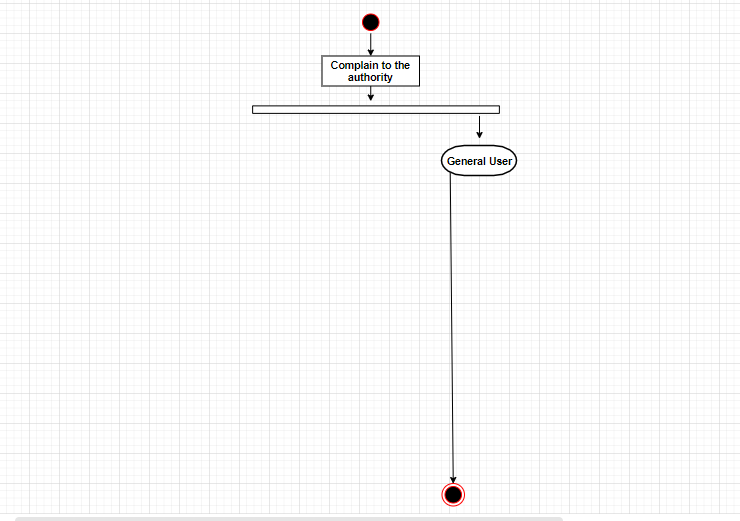 Complain to the
authority
General User